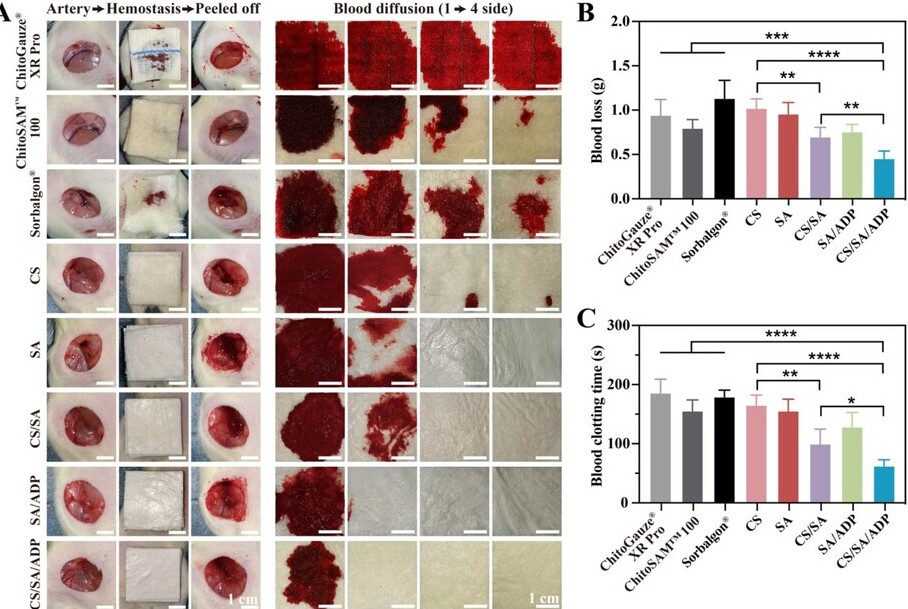 A
Artery→Hemostasis→Peeled off
Blood diffusion (1 → 4 side)
ChitoGauze®
XR Pro
ChitoSAM™
100
Sorbalgon®
CS
SA
CS/SA
SA/ADP
CS/SA/ADP
1 cm
1 cm
B
Blood loss (g)
2.0
1.5
1.0
0.5
0.0
***
****
**
**
ChitoGauze®
XR Pro
ChitoSAM™ 100
Sorbalgon®
CS
SA
CS/SA
SA/ADP
CS/SA/ADP
C
Blood clotting time (s)
300
200
100
0
****
****
**
*
ChitoGauze®
XR Pro
ChitoSAM™ 100
Sorbalgon®
CS
SA
CS/SA
SA/ADP
CS/SA/ADP